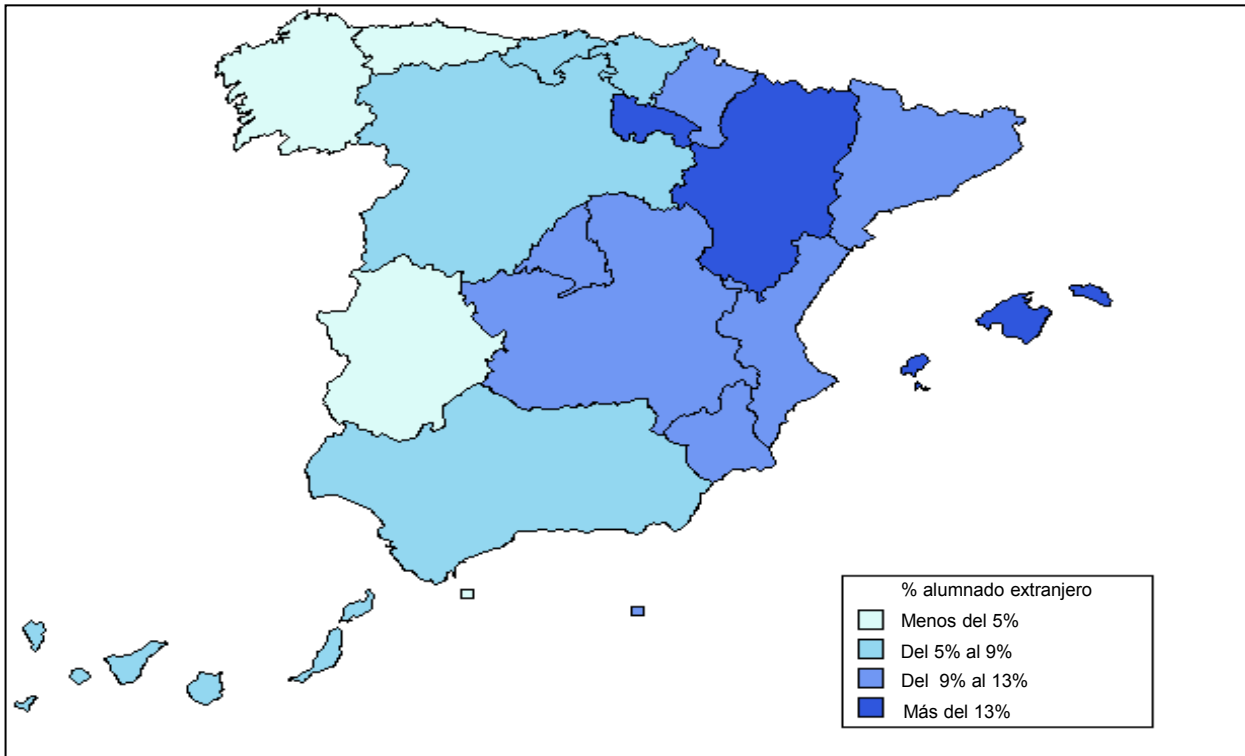 % alumnado extranjero
Menos del 5%
Del 5% al 9%
Del 9% al 13%
Más del 13%